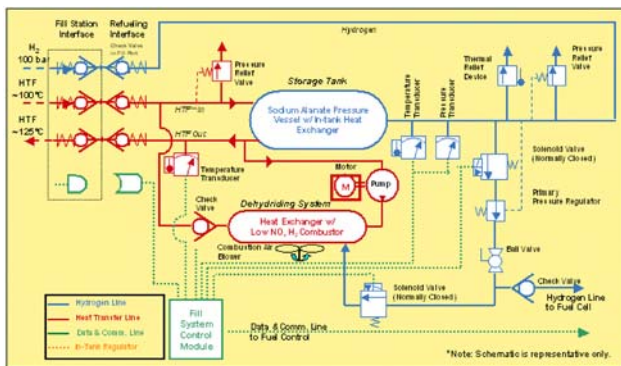 Fill Station
Interface
Refueling
Interface
Check Valve
Hydrogen
H2
100 bar
HTF
~100°C
HTF
~125°C
Pressure
Relief
Valve
Storage Tank
HTF In
Sodium Alanate Pressure
Vessel w/ In-tank Heat
Exchanger
HTF Out
Temperature
Transducer
Pressure
Transducer
Thermal
Relief
Device
Pressure
Relief Valve
Solenoid Valve
(Normally Closed)
Temperature
Transducer
Motor
M
Pump
Primary
Pressure Regulator
Dehydriding System
Check
Valve
Heat Exchanger w/
Low NOx H2 Combustor
Combustion Air
Blower
Ball Valve
Solenoid Valve
(Normally Closed)
Check Valve
Hydrogen Line
to Fuel Cell
Hydrogen Line
Heat Transfer Line
Data & Comm. Line
In-Term Regulator
Fill
System
Control
Module
Data & Comm. Line
to Fuel Control
*Note: Schematic is representative only.